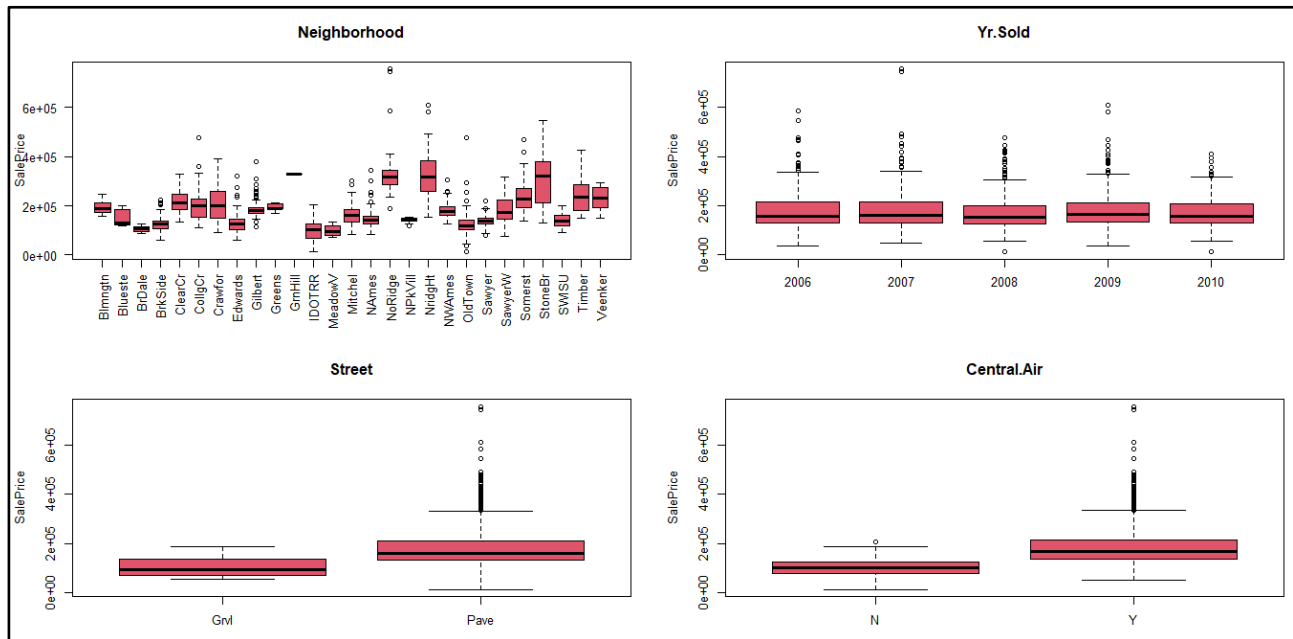 Neighborhood
SalePrice
0e+00 2e+05 4e+05 6e+05
Blmngtn Blueste BrDale BrkSide ClearCr CollgCr Crawfor Edwards Gilbert Greens GrnHill IDOTRR MeadowV Mitchel NAmes NoRidge NPkVill NridgHt NWAmes OldTown Sawyer SawyerW Somerst StoneBr SWISU Timber Veenker
Yr.Sold
SalePrice
0e+00 2e+05 4e+05 6e+05
2006 2007 2008 2009 2010
Street
SalePrice
0e+00 2e+05 4e+05 6e+05
Grvl Pave
Central.Air
SalePrice
0e+00 2e+05 4e+05 6e+05
N Y